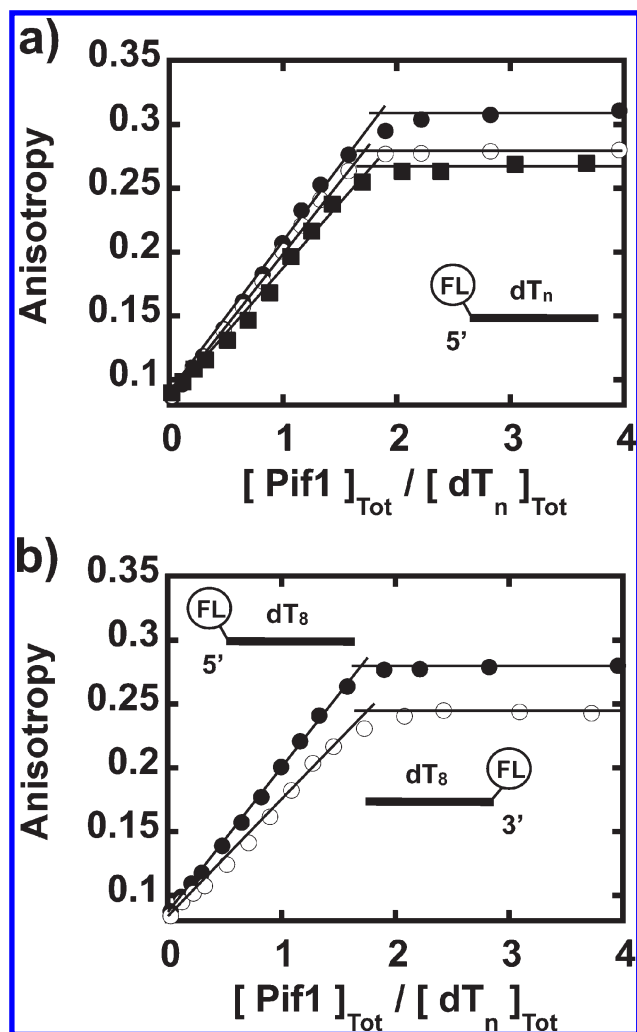 a)
0.35
0.3
0.25
0.2
0.15
0.1
Anisotropy
FL
dTn
5’
0 1 2 3 4
[ Pif1 ]Tot / [ dTn ]Tot
b)
0.35
0.3
0.25
0.2
0.15
0.1
Anisotropy
FL
dT8
5’
dT8
FL
3’
0 1 2 3 4
[ Pif1 ]Tot / [ dTn ]Tot